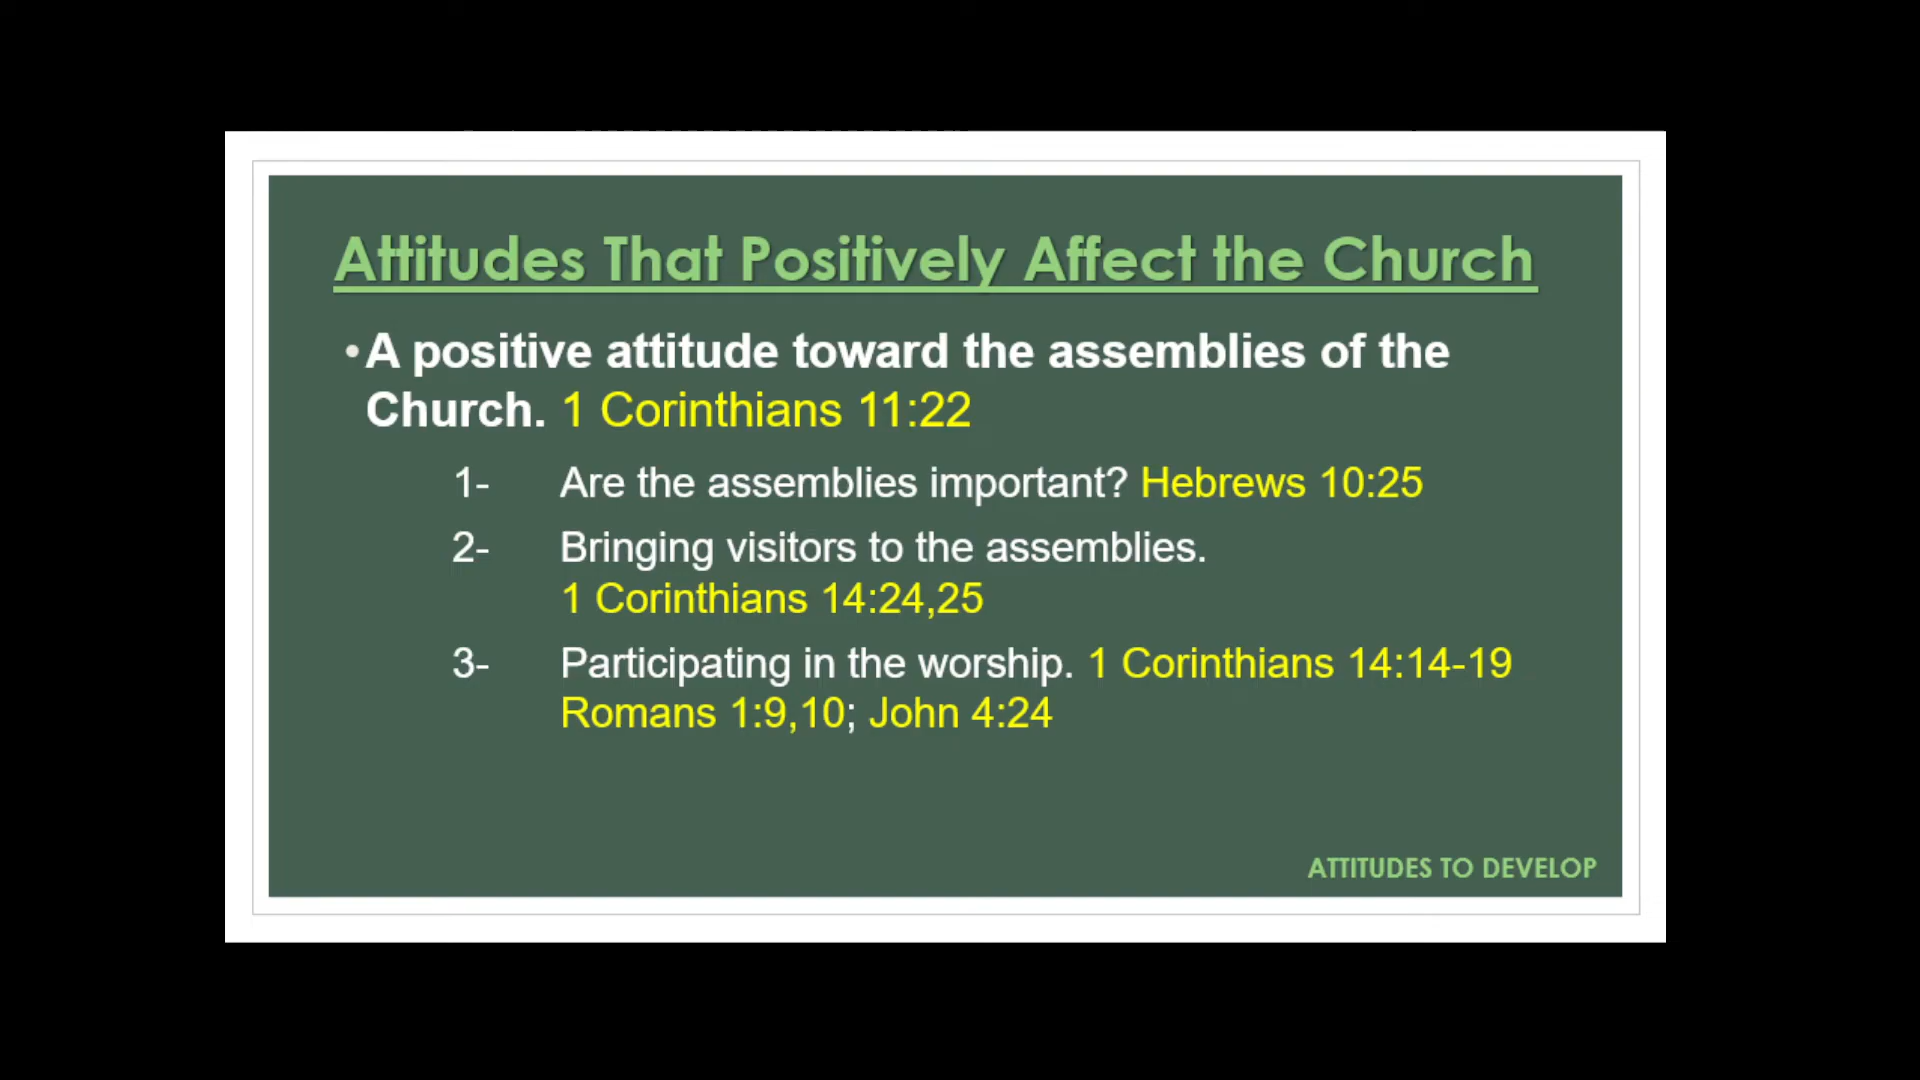 Attitudes That Positively Affect the Church
•A positive attitude toward the assemblies of the
Church. 1 Corinthians 11:22
1- Are the assemblies important? Hebrews 10:25
2- Bringing visitors to the assemblies.
1 Corinthians 14:24,25
3- Participating in the worship. 1 Corinthians 14:14-19
Romans 1:9,10; John 4:24
ATTITUDES TO DEVELOP